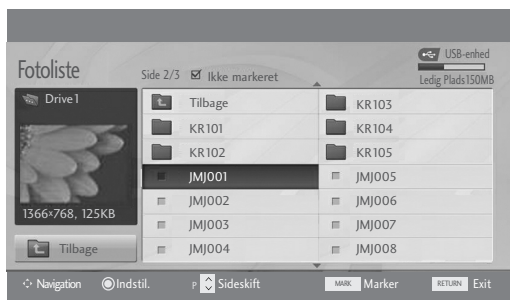 USB-enhed
Fotoliste
Side 2/3 Ikke markeret
Ledig Plads150MB
Drive1
Tilbage
KR101
KR102
JMJ001
JMJ002
JMJ003
JMJ004
KR103
KR104
KR105
JMJ005
JMJ006
JMJ007
JMJ008
1366×768, 125KB
Tilbage
Navigation Indstil. P Sideskift MARK Marker RETURN Exit